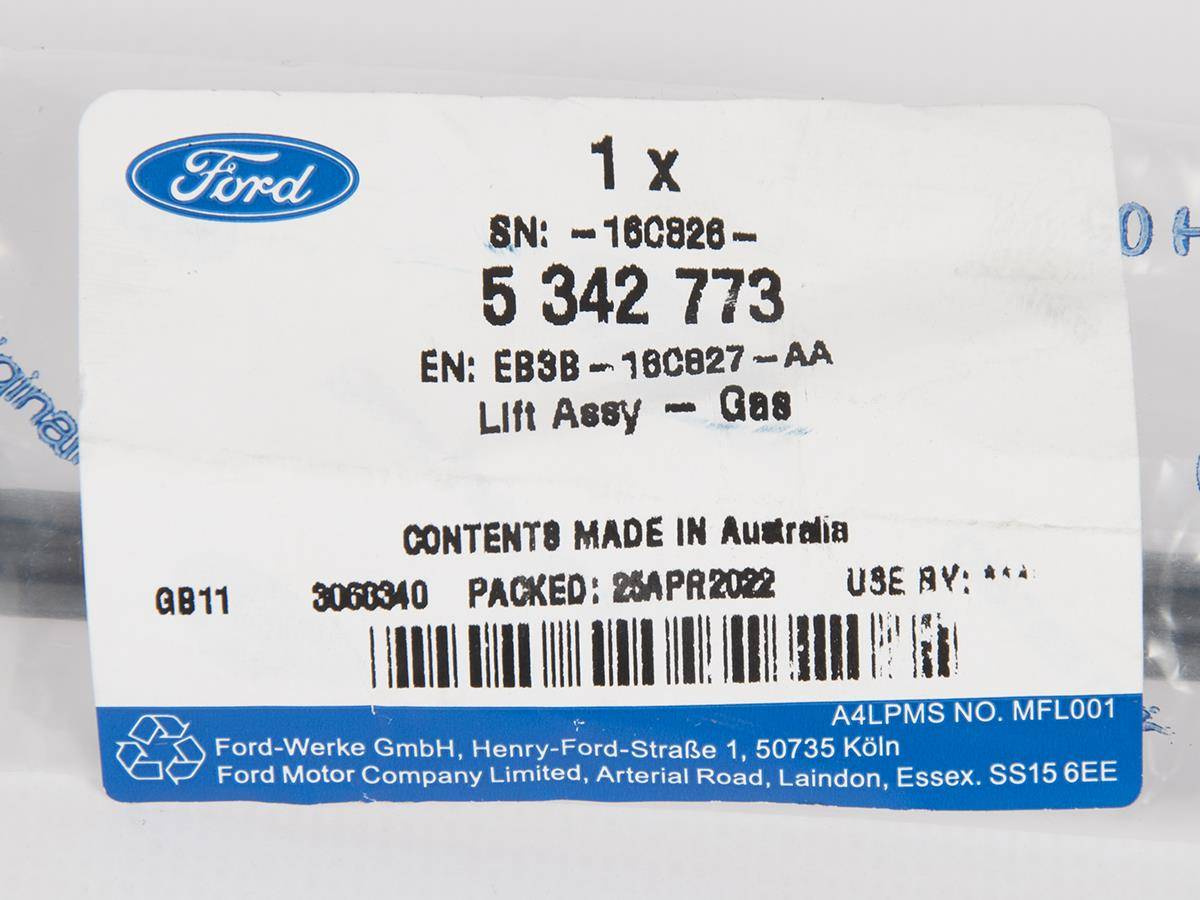 Ford
1 x
SN: -16C826-
5 342 773
EN: EB3B-16C827-AA
Lift Assy - Gas
CONTENTS MADE IN Australia
GB11 3060340 PACKED: 25APR2022 USE BY: ***
A4LPMS NO. MFL001
Ford-Werke GmbH, Henry-Ford-Straße 1, 50735 Köln
Ford Motor Company Limited, Arterial Road, Laindon, Essex. SS15 6EE